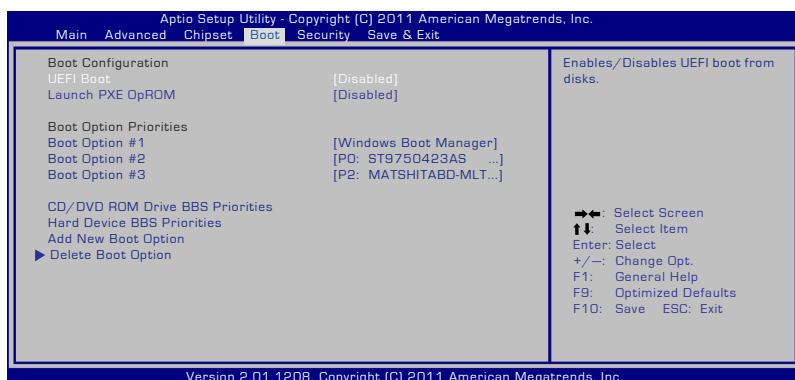 Aptio Setup Utility - Copyright (C) 2011 American Megatrends, Inc.
Main Advanced Chipset Boot Security Save & Exit
Boot Configuration
UEFI Boot [Disabled]
Launch PXE OpROM [Disabled]
Boot Option Priorities
Boot Option #1 [Windows Boot Manager]
Boot Option #2 [P0: ST9750423AS ...]
Boot Option #3 [P2: MATSHITABD-MLT...]
CD/DVD ROM Drive BBS Priorities
Hard Device BBS Priorities
Add New Boot Option
Delete Boot Option
Enables/Disables UEFI boot from
disks.
→←: Select Screen
↑↓: Select Item
Enter: Select
+/—: Change Opt.
F1: General Help
F9: Optimized Defaults
F10: Save ESC: Exit
Version 2.01.1208. Copyright (C) 2011 American Megatrends, Inc.